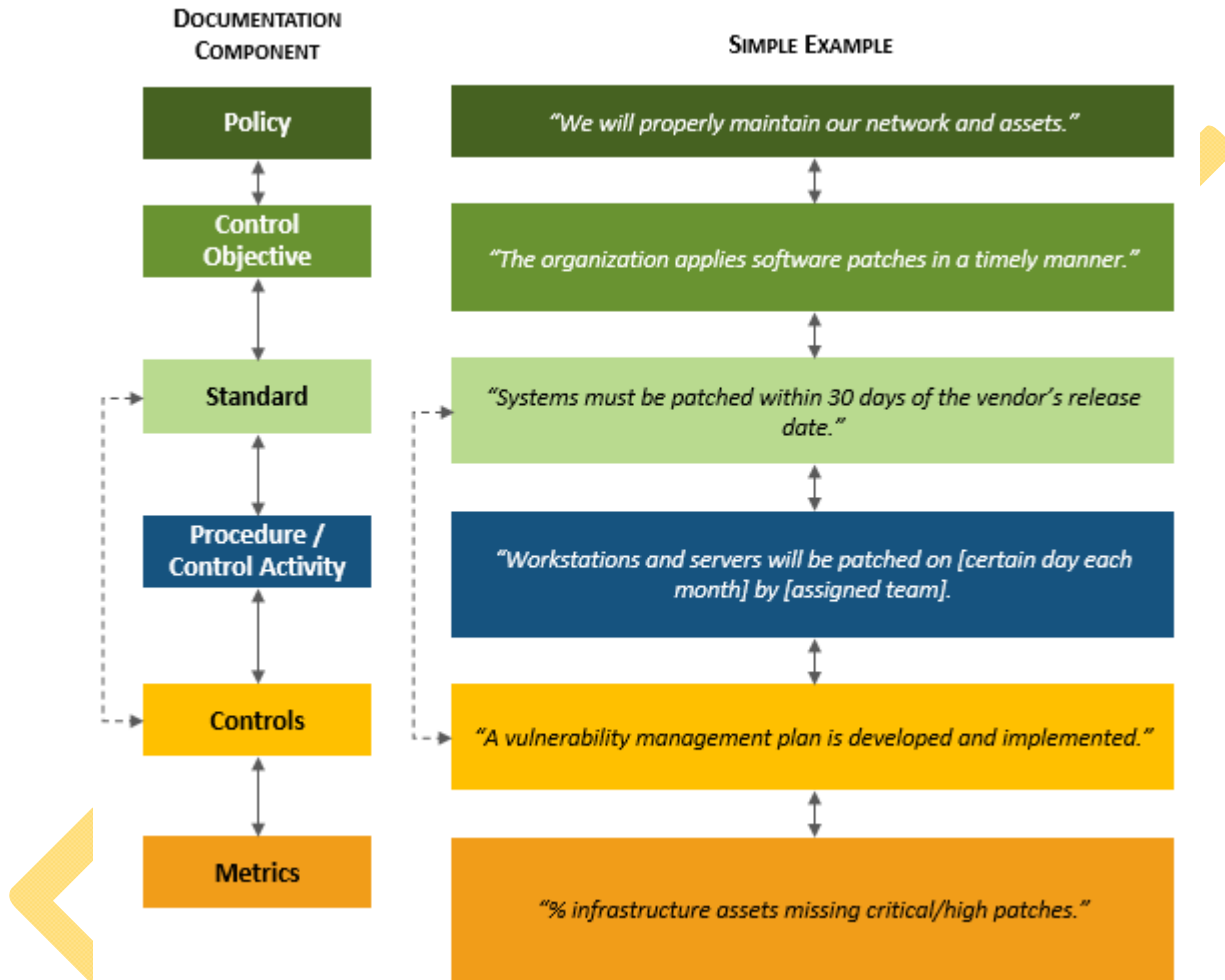 DOCUMENTATION
COMPONENT
SIMPLE EXAMPLE
Policy
“We will properly maintain our network and assets.”
Control
Objective
“The organization applies software patches in a timely manner.”
Standard
“Systems must be patched within 30 days of the vendor’s release
date.”
Procedure /
Control Activity
“Workstations and servers will be patched on [certain day each
month] by [assigned team].
Controls
“A vulnerability management plan is developed and implemented.”
Metrics
“% infrastructure assets missing critical/high patches.”